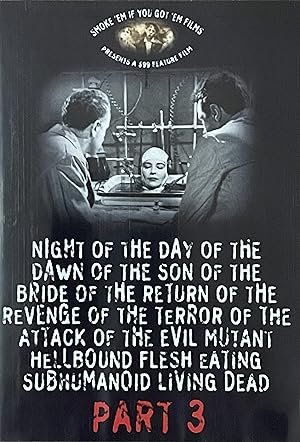 SMOKE 'EM IF YOU GOT 'EM FILMS
PRESENTS A $99 FEATURE FILM
NIGHT OF THE DAY OF THE
DAWN OF THE SON OF THE
BRIDE OF THE RETURN OF THE
REVENGE OF THE TERROR OF THE
ATTACK OF THE EVIL MUTANT
HELLBOUND FLESH EATING
SUBHUMANOID LIVING DEAD
PART 3